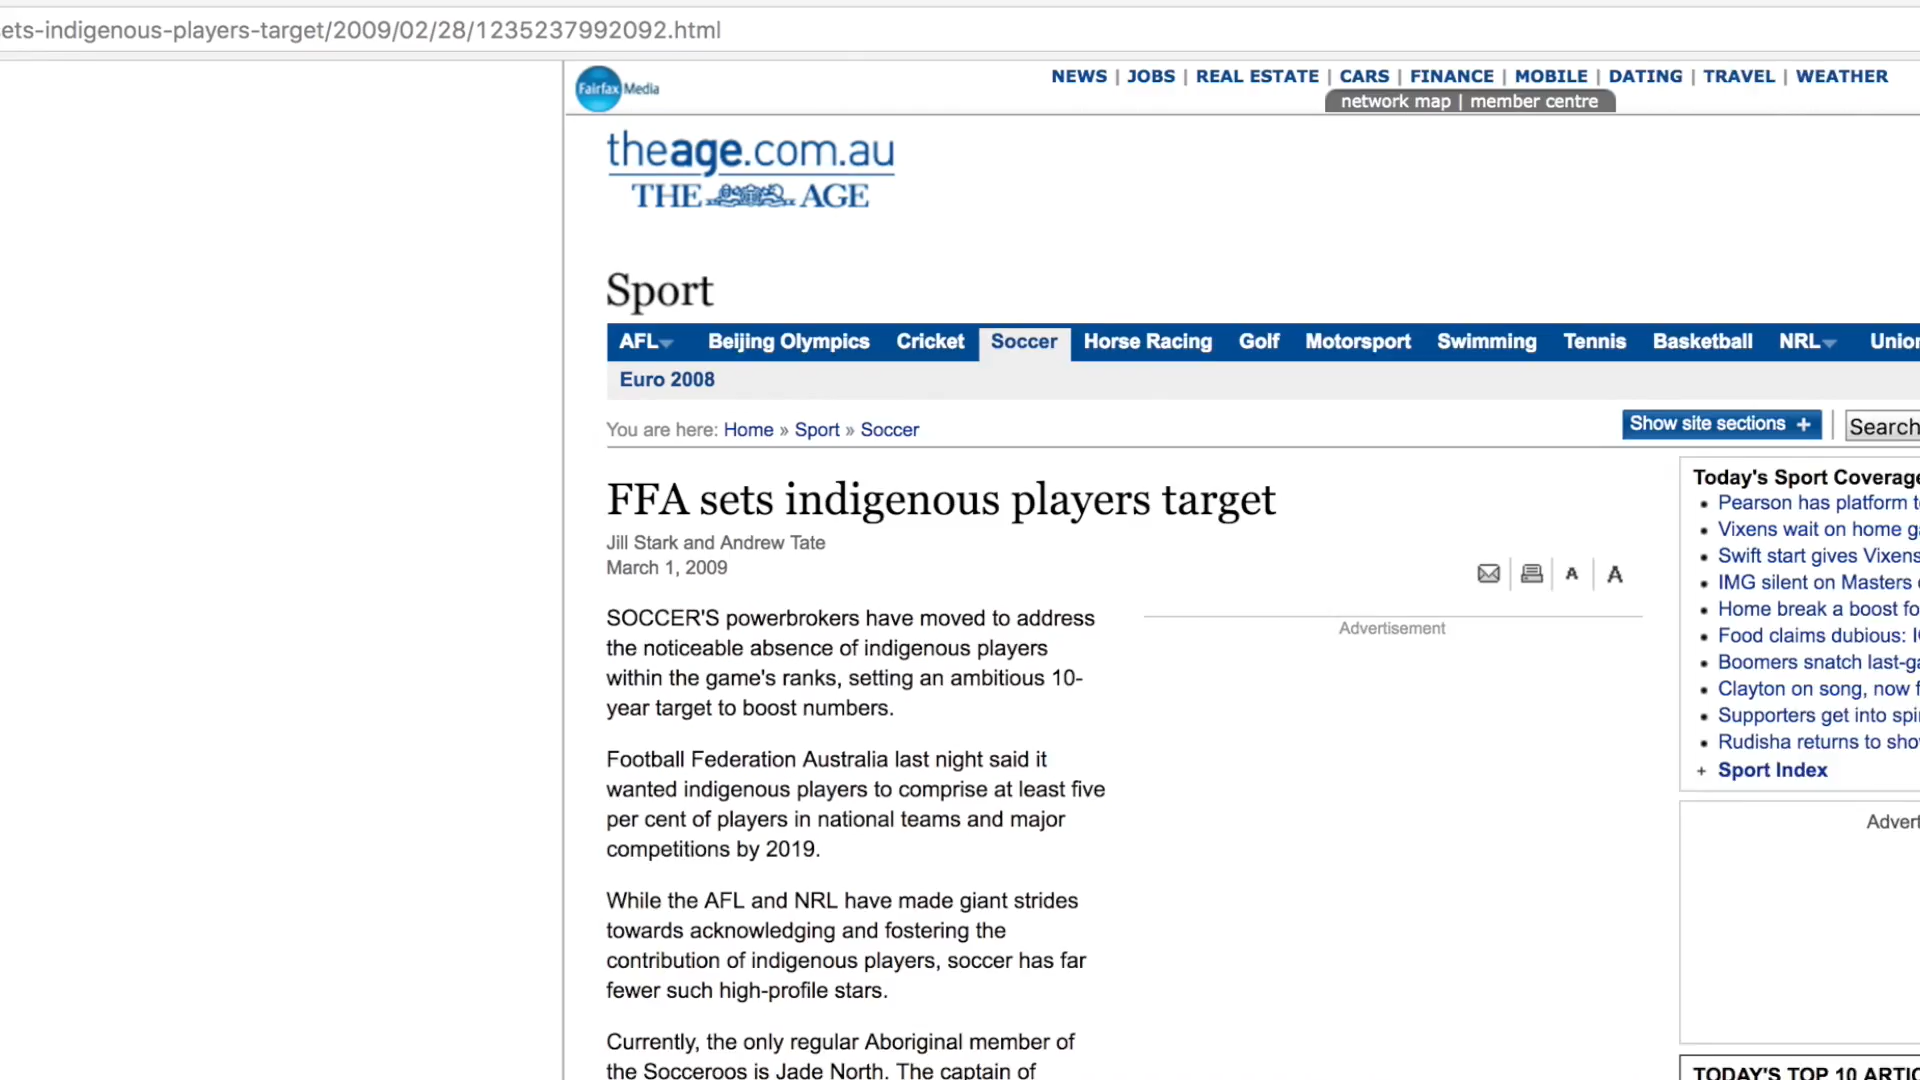 ets-indigenous-players-target/2009/02/28/1235237992092.html
Fairfax Media
NEWS | JOBS | REAL ESTATE | CARS | FINANCE | MOBILE | DATING | TRAVEL | WEATHER
network map | member centre
theage.com.au
THE AGE
Sport
AFL Beijing Olympics Cricket Soccer Horse Racing Golf Motorsport Swimming Tennis Basketball NRL Union
Euro 2008
You are here: Home » Sport » Soccer
Show site sections +
Search
FFA sets indigenous players target
Jill Stark and Andrew Tate
March 1, 2009
A A
SOCCER'S powerbrokers have moved to address
the noticeable absence of indigenous players
within the game's ranks, setting an ambitious 10-
year target to boost numbers.
Football Federation Australia last night said it
wanted indigenous players to comprise at least five
per cent of players in national teams and major
competitions by 2019.
While the AFL and NRL have made giant strides
towards acknowledging and fostering the
contribution of indigenous players, soccer has far
fewer such high-profile stars.
Currently, the only regular Aboriginal member of
the Socceroos is Jade North. The captain of
Advertisement
Today's Sport Coverage
Pearson has platform t
Vixens wait on home g
Swift start gives Vixens
IMG silent on Masters
Home break a boost fo
Food claims dubious:
Boomers snatch last-ga
Clayton on song, now f
Supporters get into spi
Rudisha returns to sho
+ Sport Index
Advert
TODAY'S TOP 10 ARTIC